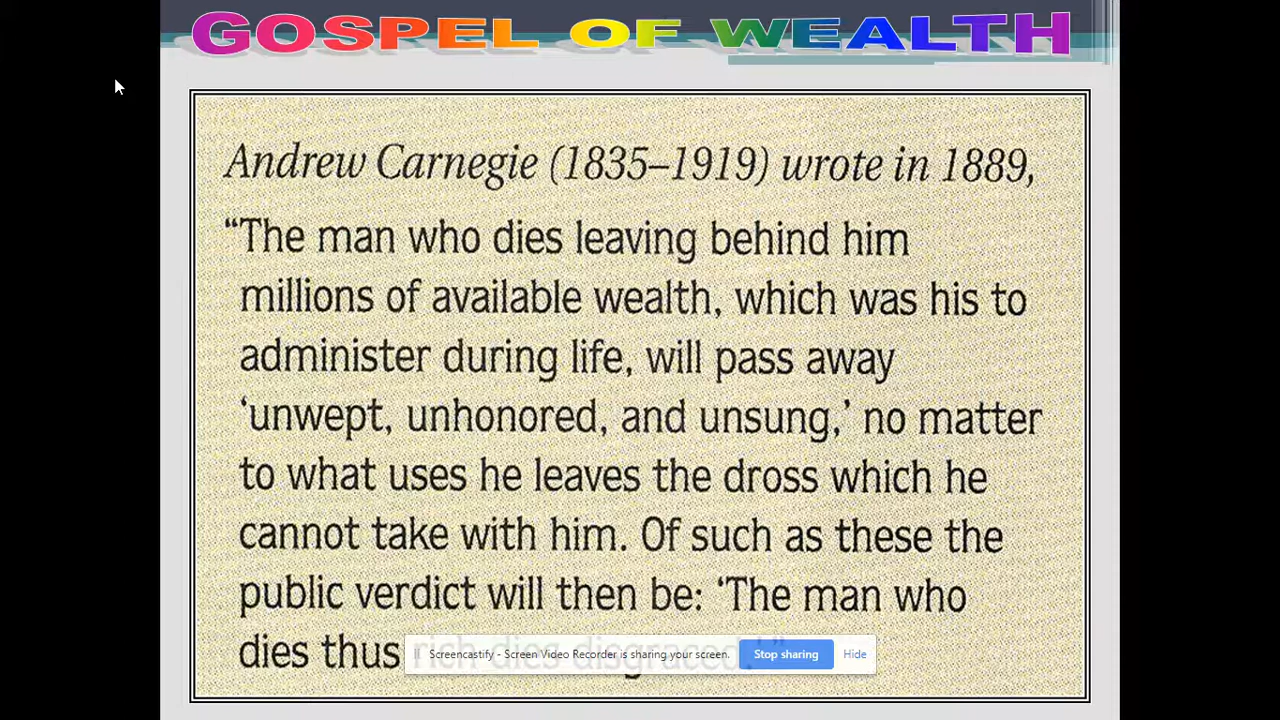 GOSPEL OF WEALTH
Andrew Carnegie (1835–1919) wrote in 1889,
“The man who dies leaving behind him
millions of available wealth, which was his to
administer during life, will pass away
‘unwept, unhonored, and unsung,’ no matter
to what uses he leaves the dross which he
cannot take with him. Of such as these the
public verdict will then be: ‘The man who
dies thus rich dies disgraced.’”
Screencastify - Screen Video Recorder is sharing your screen.
Stop sharing
Hide